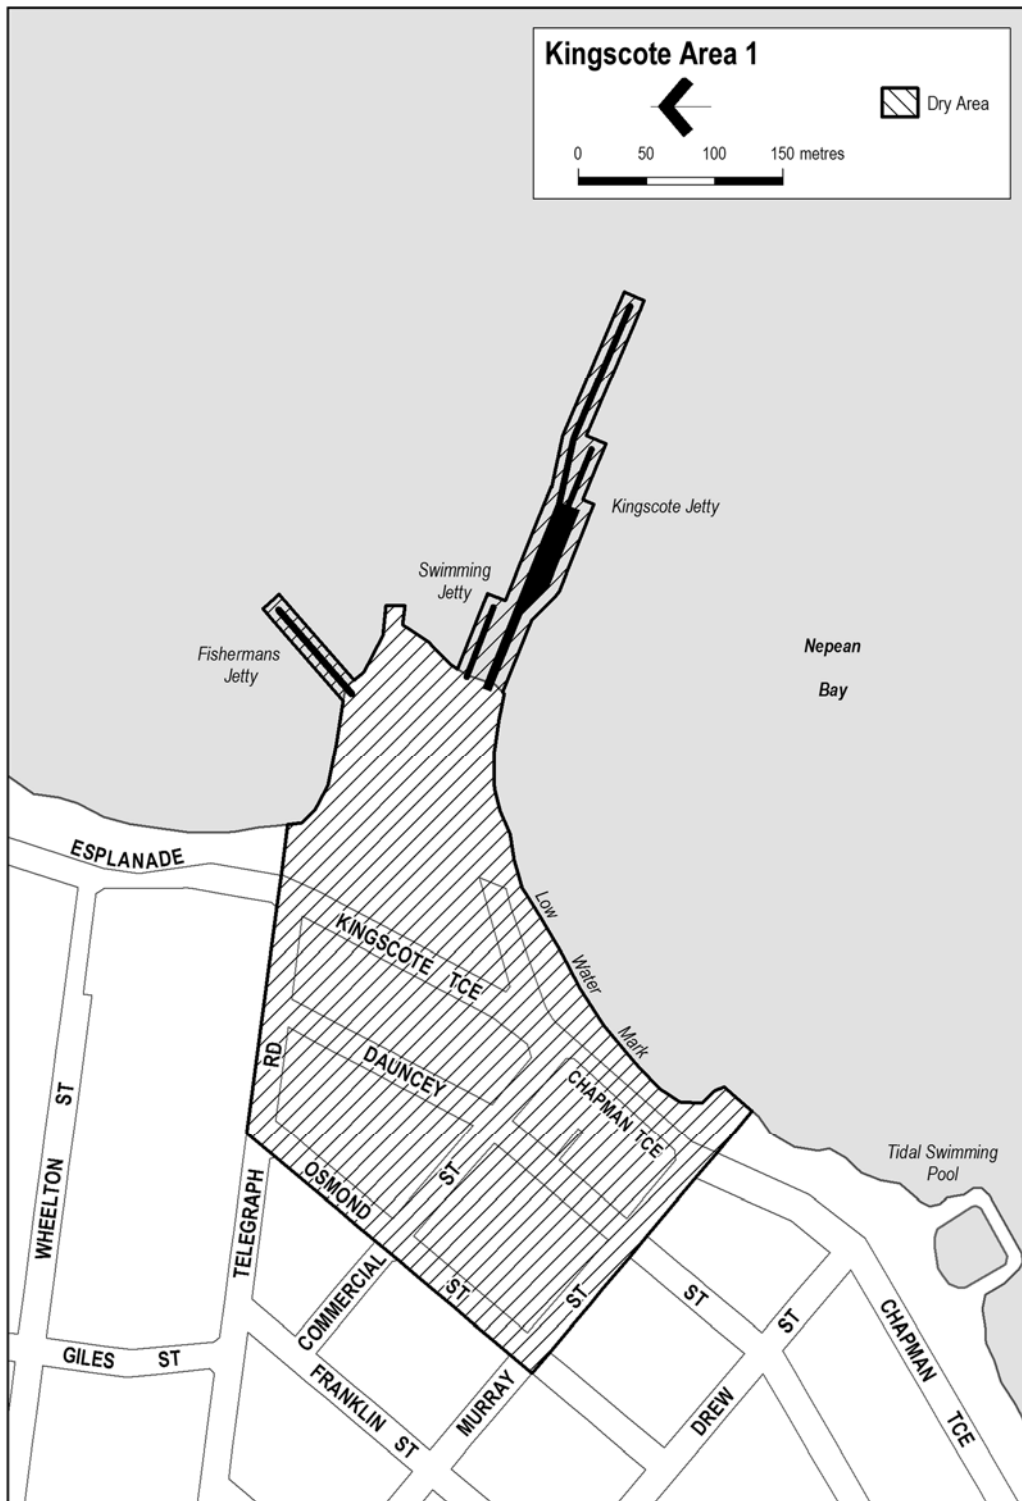 Kingscote Area 1
Dry Area
0 50 100 150 metres
Kingscote Jetty
Swimming
Jetty
Fishermans
Jetty
Nepean
Bay
ESPLANADE
Low
Water
Mark
KINGSCOTE TCE
RD
DAUNCEY
ST
CHAPMAN TCE
Tidal Swimming
Pool
WHEELTON ST
TELEGRAPH
OSMOND
ST
COMMERCIAL
ST
ST
ST
GILES ST
FRANKLIN ST
MURRAY
DREW
CHAPMAN
TCE